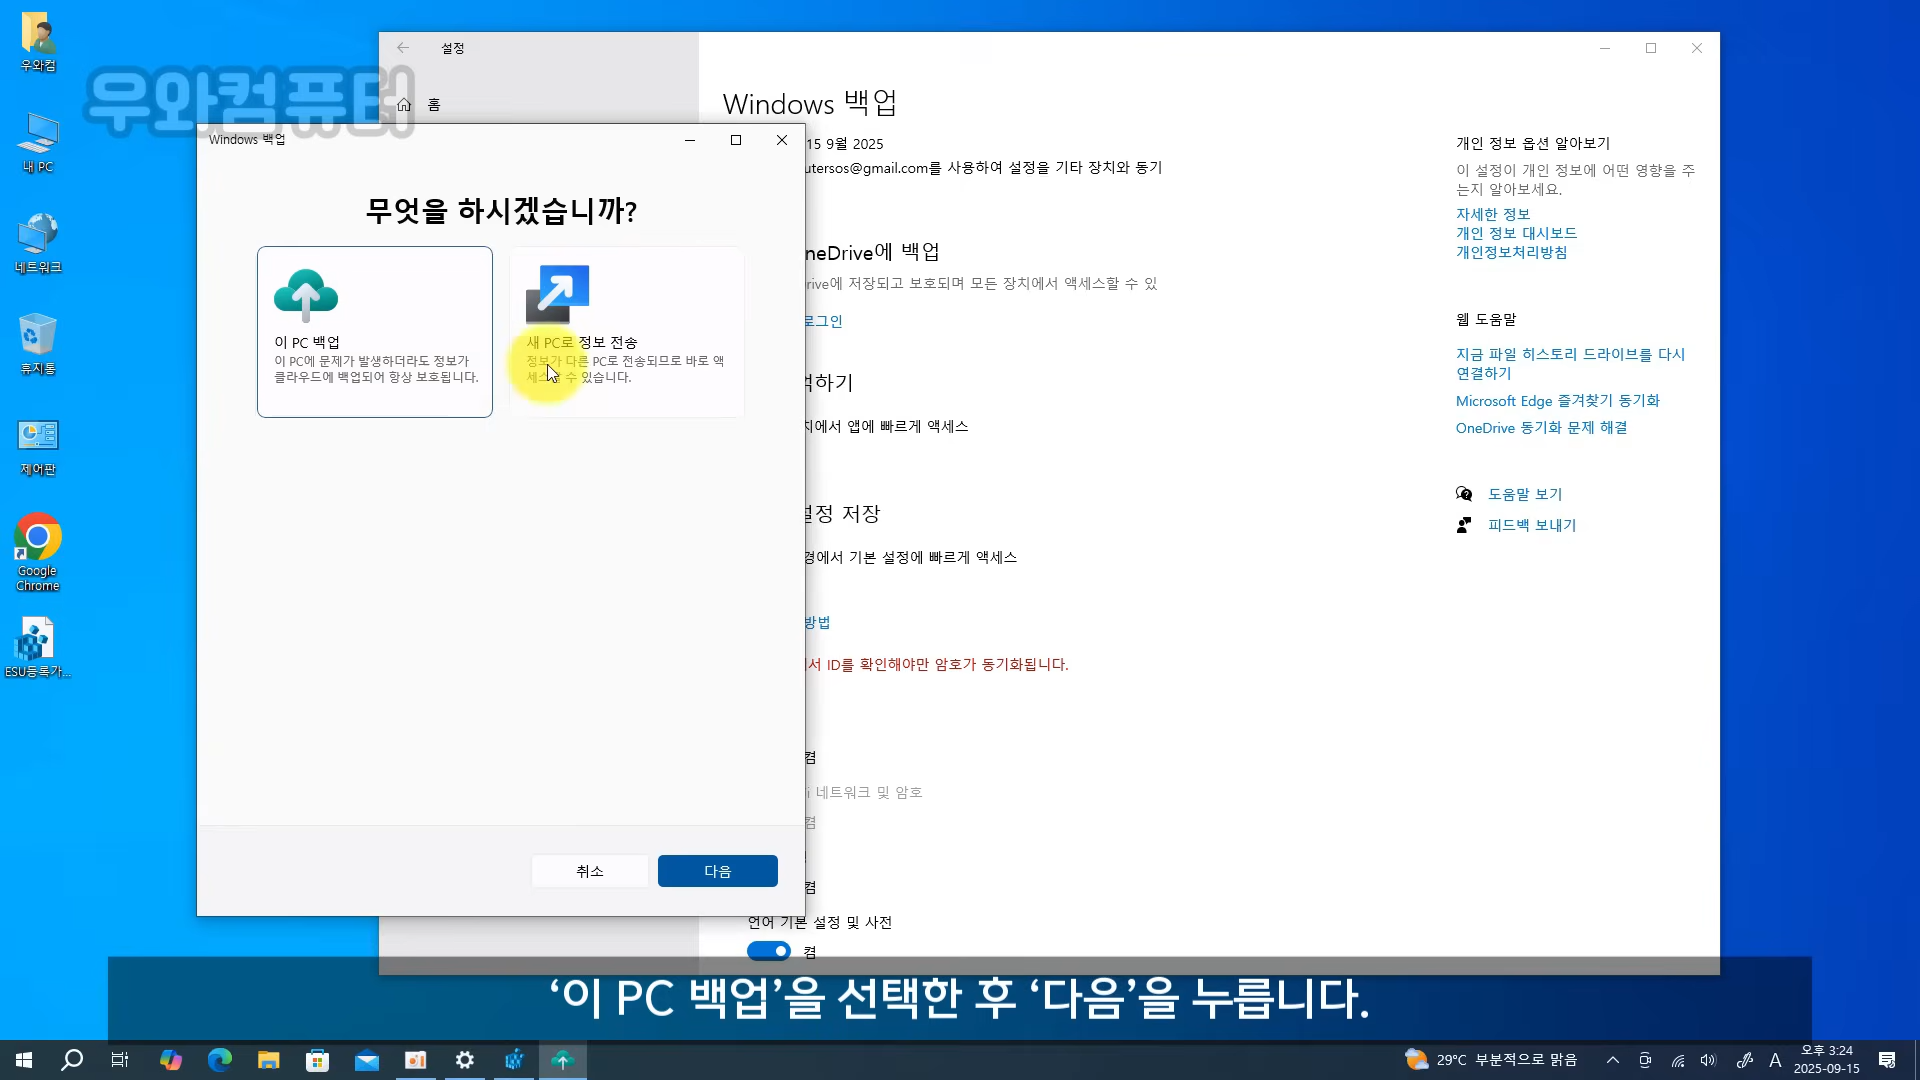 우와컴
내 PC
네트워크
휴지통
제어판
Google
Chrome
ESU등록가...
우와컴퓨터
설정
홈
Windows 백업
15 9월 2025
utersos@gmail.com를 사용하여 설정을 기타 장치와 동기
neDrive에 백업
rive에 저장되고 보호되며 모든 장치에서 액세스할 수 있
로그인
억하기
치에서 앱에 빠르게 액세스
설정 저장
경에서 기본 설정에 빠르게 액세스
방법
서 ID를 확인해야만 암호가 동기화됩니다.
켬
i 네트워크 및 암호
켬
켬
언어 기본 설정 및 사전
켬
개인 정보 옵션 알아보기
이 설정이 개인 정보에 어떤 영향을 주
는지 알아보세요.
자세한 정보
개인 정보 대시보드
개인정보처리방침
웹 도움말
지금 파일 히스토리 드라이브를 다시
연결하기
Microsoft Edge 즐겨찾기 동기화
OneDrive 동기화 문제 해결
도움말 보기
피드백 보내기
Windows 백업
무엇을 하시겠습니까?
이 PC 백업
이 PC에 문제가 발생하더라도 정보가
클라우드에 백업되어 항상 보호됩니다.
새 PC로 정보 전송
정보가 다른 PC로 전송되므로 바로 액
세스할 수 있습니다.
취소
다음
‘이 PC 백업’을 선택한 후 ‘다음’을 누릅니다.
29°C 부분적으로 맑음
A
오후 3:24
2025-09-15